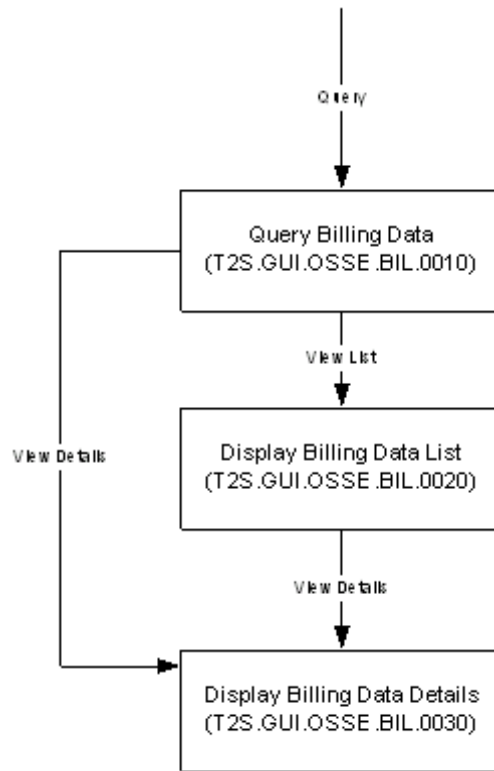 Query
Query Billing Data
(T2S.GUI.OSSE.BIL.0010)
View List
View Details
Display Billing Data List
(T2S.GUI.OSSE.BIL.0020)
View Details
Display Billing Data Details
(T2S.GUI.OSSE.BIL.0030)